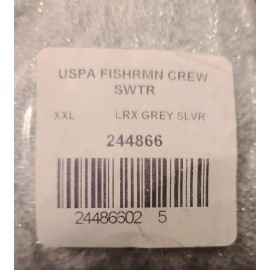 USPA FISHRMN CREW
SWTR
XXL LRX GREY SLVR
244866
24486602 5